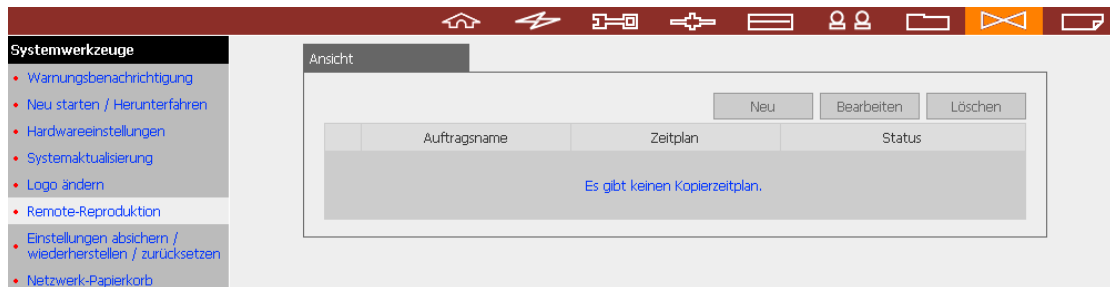 Systemwerkzeuge
Warnungsbenachrichtigung
Neu starten / Herunterfahren
Hardwareeinstellungen
Systemaktualisierung
Logo ändern
Remote-Reproduktion
Einstellungen absichern /
wiederherstellen / zurücksetzen
Netzwerk-Papierkorb
Ansicht
Neu Bearbeiten Löschen
Auftragsname Zeitplan Status
Es gibt keinen Kopierzeitplan.